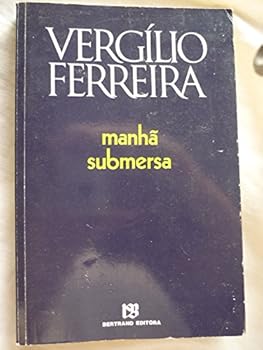 VERGÍLIO
FERREIRA
manhã
submersa
BERTRAND EDITORA